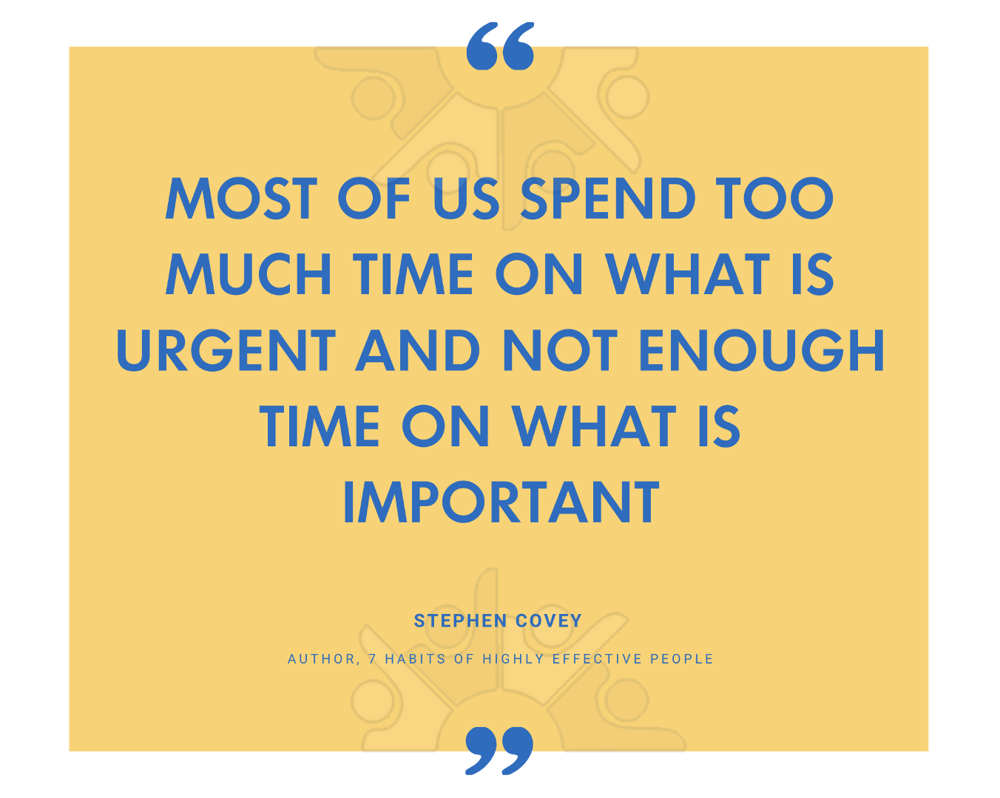 “
MOST OF US SPEND TOO
MUCH TIME ON WHAT IS
URGENT AND NOT ENOUGH
TIME ON WHAT IS
IMPORTANT
STEPHEN COVEY
AUTHOR, 7 HABITS OF HIGHLY EFFECTIVE PEOPLE
”